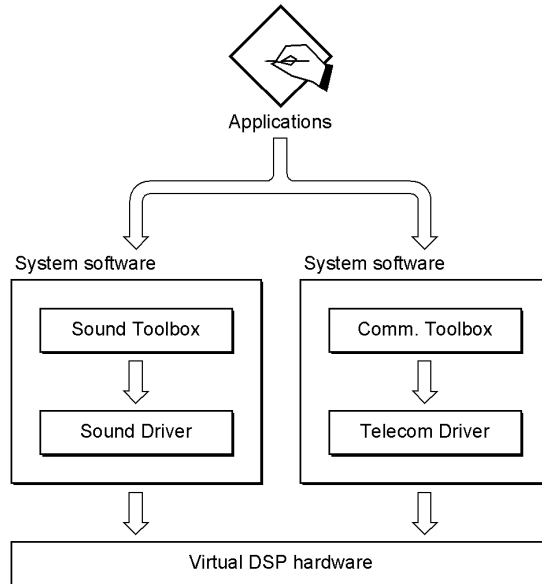 Applications
System software
Sound Toolbox
Sound Driver
System software
Comm. Toolbox
Telecom Driver
Virtual DSP hardware